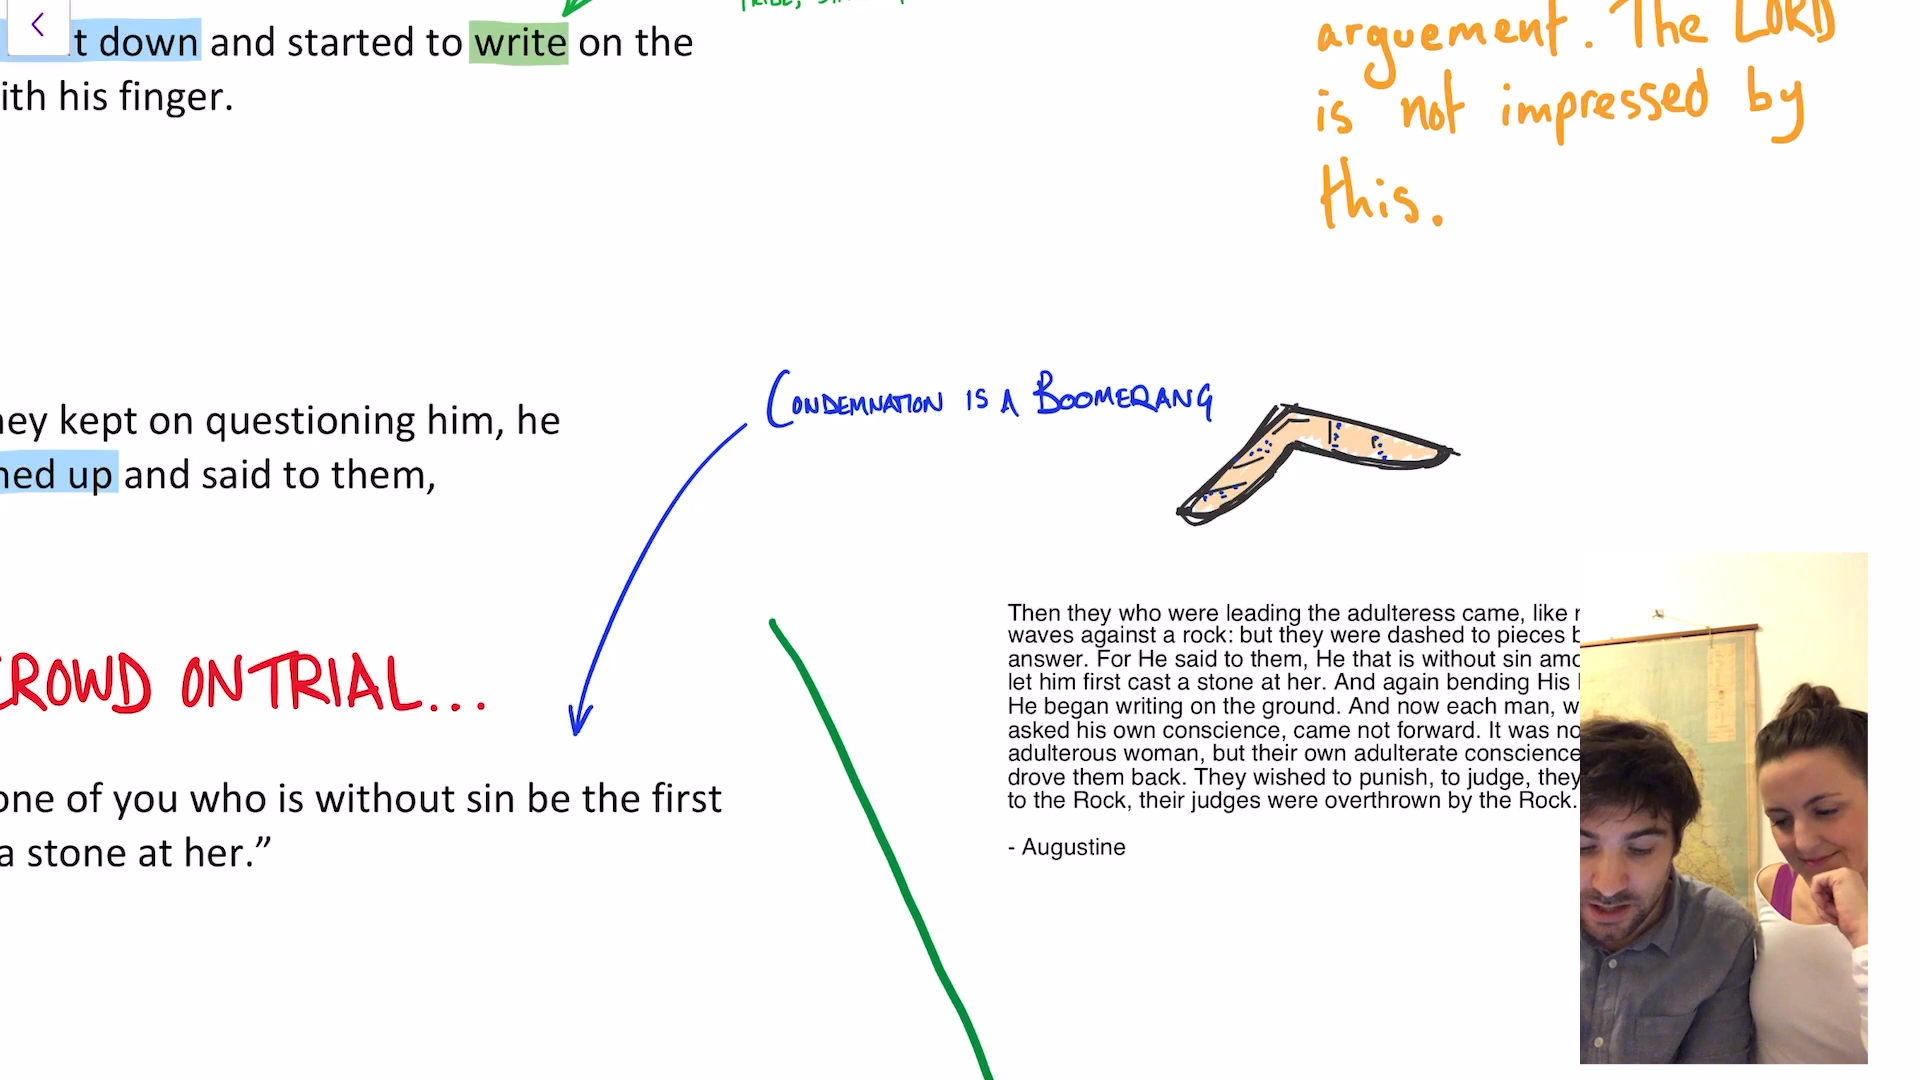 t down and started to write on the
ith his finger.
arguement. The LORD
is not impressed by
this.
CONDEMNATION IS A BOOMERANG
ey kept on questioning him, he
ned up and said to them,
Then they who were leading the adulteress came, like
waves against a rock: but they were dashed to pieces
answer. For He said to them, He that is without sin
let him first cast a stone at her. And again bending His
He began writing on the ground. And now each man,
asked his own conscience, came not forward. It was
adulterous woman, but their own adulterate conscience
drove them back. They wished to punish, to judge, they
to the Rock, their judges were overthrown by the Rock.
- Augustine
CROWD ON TRIAL...
one of you who is without sin be the first
a stone at her.”